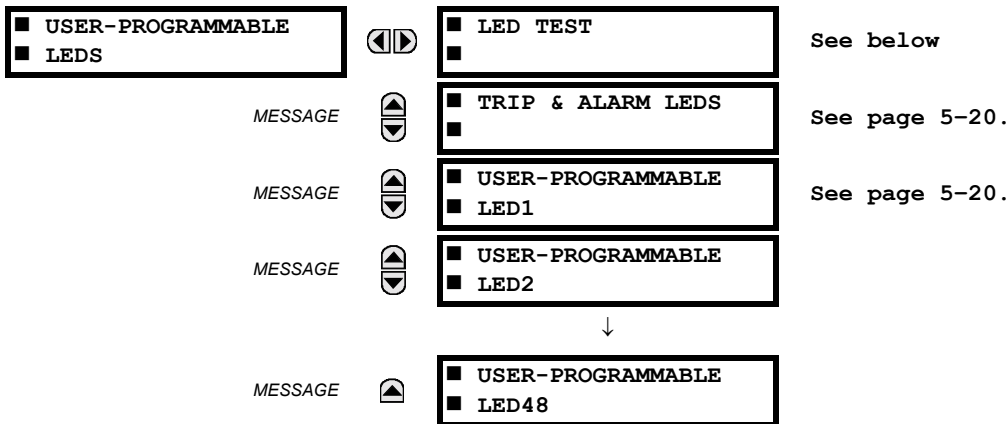 ■ USER-PROGRAMMABLE
■ LEDS
■ LED TEST
■
See below
MESSAGE
■ TRIP & ALARM LEDS
■
See page 5–20.
MESSAGE
■ USER-PROGRAMMABLE
■ LED1
See page 5–20.
MESSAGE
■ USER-PROGRAMMABLE
■ LED2
↓
MESSAGE
■ USER-PROGRAMMABLE
■ LED48